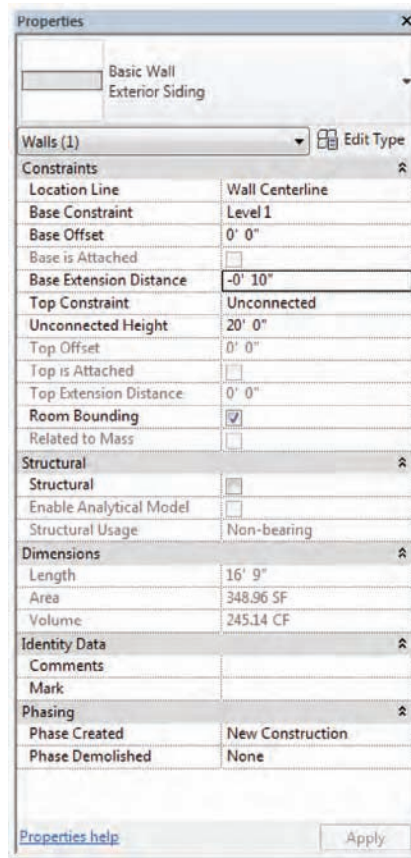 Properties
Basic Wall
Exterior Siding
Walls (1) Edit Type
Constraints
Location Line Wall Centerline
Base Constraint Level 1
Base Offset 0' 0"
Base is Attached
Base Extension Distance -0' 10"
Top Constraint Unconnected
Unconnected Height 20' 0"
Top Offset 0' 0"
Top is Attached
Top Extension Distance 0' 0"
Room Bounding
Related to Mass
Structural
Structural
Enable Analytical Model
Structural Usage Non-bearing
Dimensions
Length 16' 9"
Area 348.96 SF
Volume 245.14 CF
Identity Data
Comments
Mark
Phasing
Phase Created New Construction
Phase Demolished None
Properties help Apply